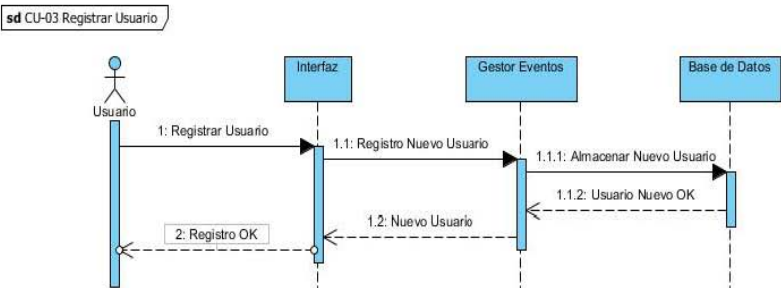 sd CU-03 Registrar Usuario
Interfaz
Gestor Eventos
Base de Datos
Usuario
1: Registrar Usuario
1.1: Registro Nuevo Usuario
1.1.1: Almacenar Nuevo Usuario
1.1.2: Usuario Nuevo OK
1.2: Nuevo Usuario
2: Registro OK